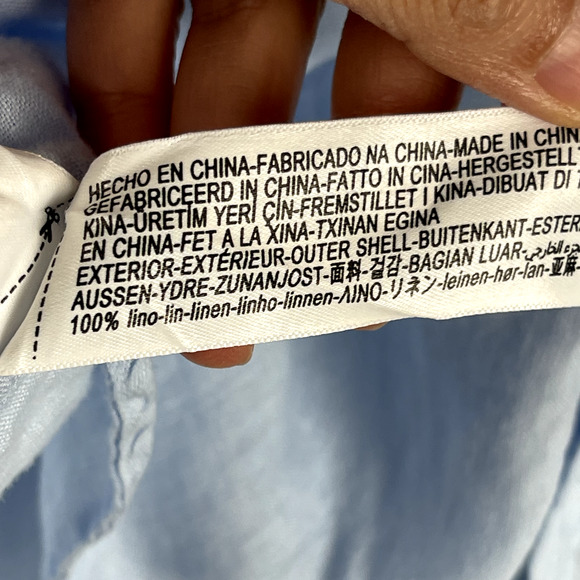 HECHO EN CHINA-FABRICADO NA CHINA-MADE IN CHIN
GEFABRICEERD IN CHINA-FATTO IN CINA-HERGESTELLT
KINA-ÜRETİM YERİ ÇİN-FREMSTILLET I KINA-DIBUAT DI
EN CHINA-FET A LA XINA-TXINAN EGINA
EXTERIOR-EXTÉRIEUR-OUTER SHELL-BUITENKANT-ESTER
AUSSEN-YDRE-ZUNANJOST-面料-겉감-BAGIAN LUAR-
100% lino-lin-linen-linho-linnen-ΛΙΝΟ-リネン-leinen-hør-lan-亚麻-